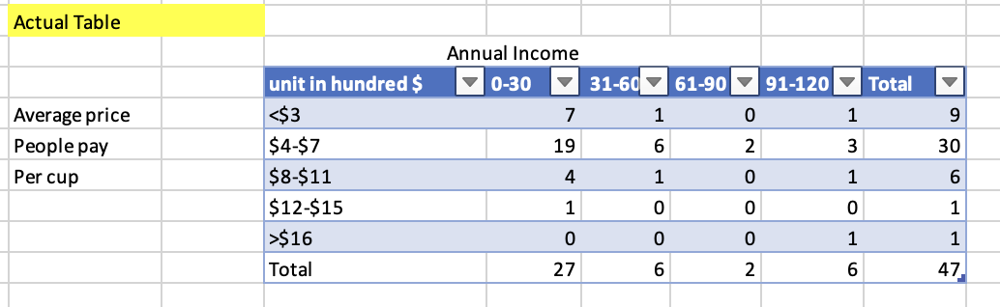 Actual Table
Annual Income
unit in hundred $ 0-30 31-60 61-90 91-120 Total
Average price <$3 7 1 0 1 9
People pay $4-$7 19 6 2 3 30
Per cup $8-$11 4 1 0 1 6
$12-$15 1 0 0 0 1
>$16 0 0 0 1 1
Total 27 6 2 6 47